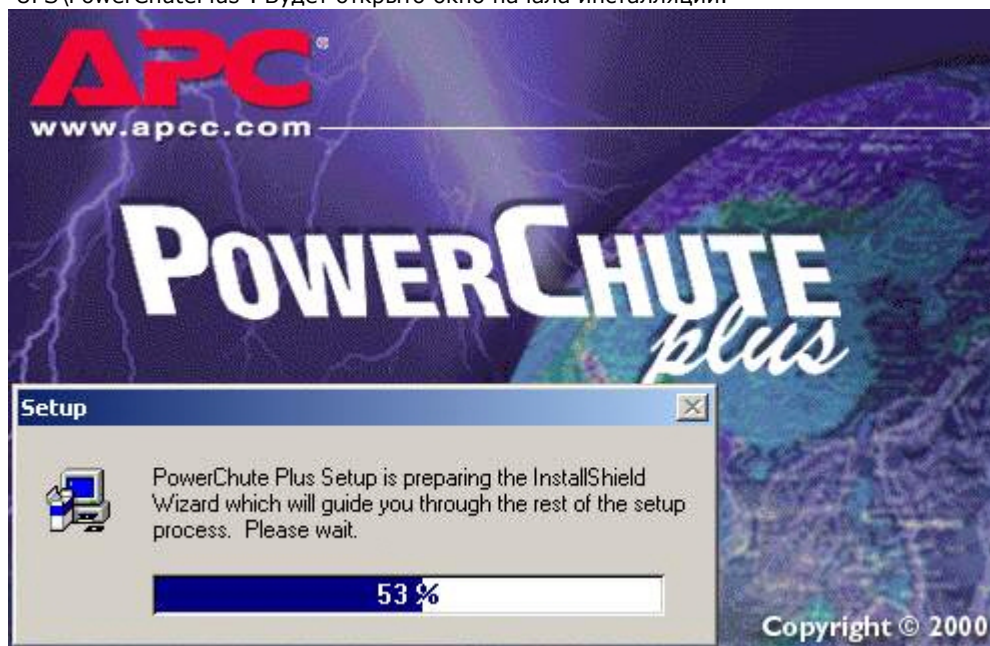 APC®
www.apcc.com
POWERCHUTE
plus
Setup
PowerChute Plus Setup is preparing the InstallShield
Wizard which will guide you through the rest of the setup
process. Please wait.
53 %
Copyright © 2000